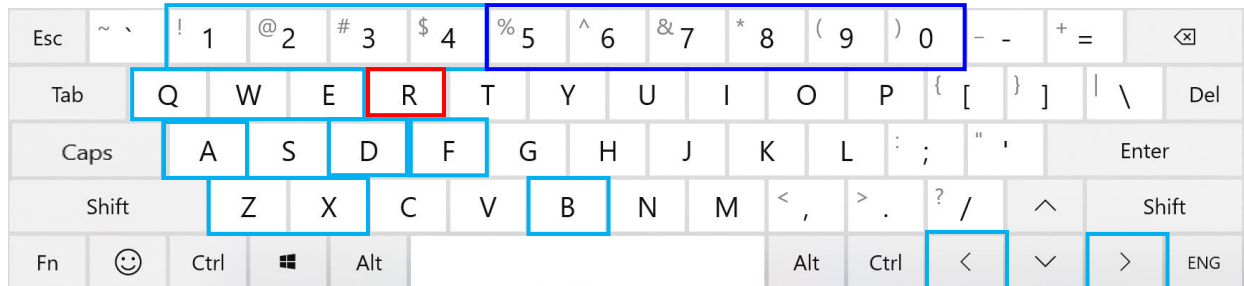 Esc ~ ` ! 1 @ 2 # 3 $ 4 % 5 ^ 6 & 7 * 8 ( 9 ) 0 _ - + =
Tab Q W E R T Y U I O P { [ } ] | \ Del
Caps A S D F G H J K L : ; " ' Enter
Shift Z X C V B N M < , > . ? / Shift
Fn Ctrl Alt Alt Ctrl ENG